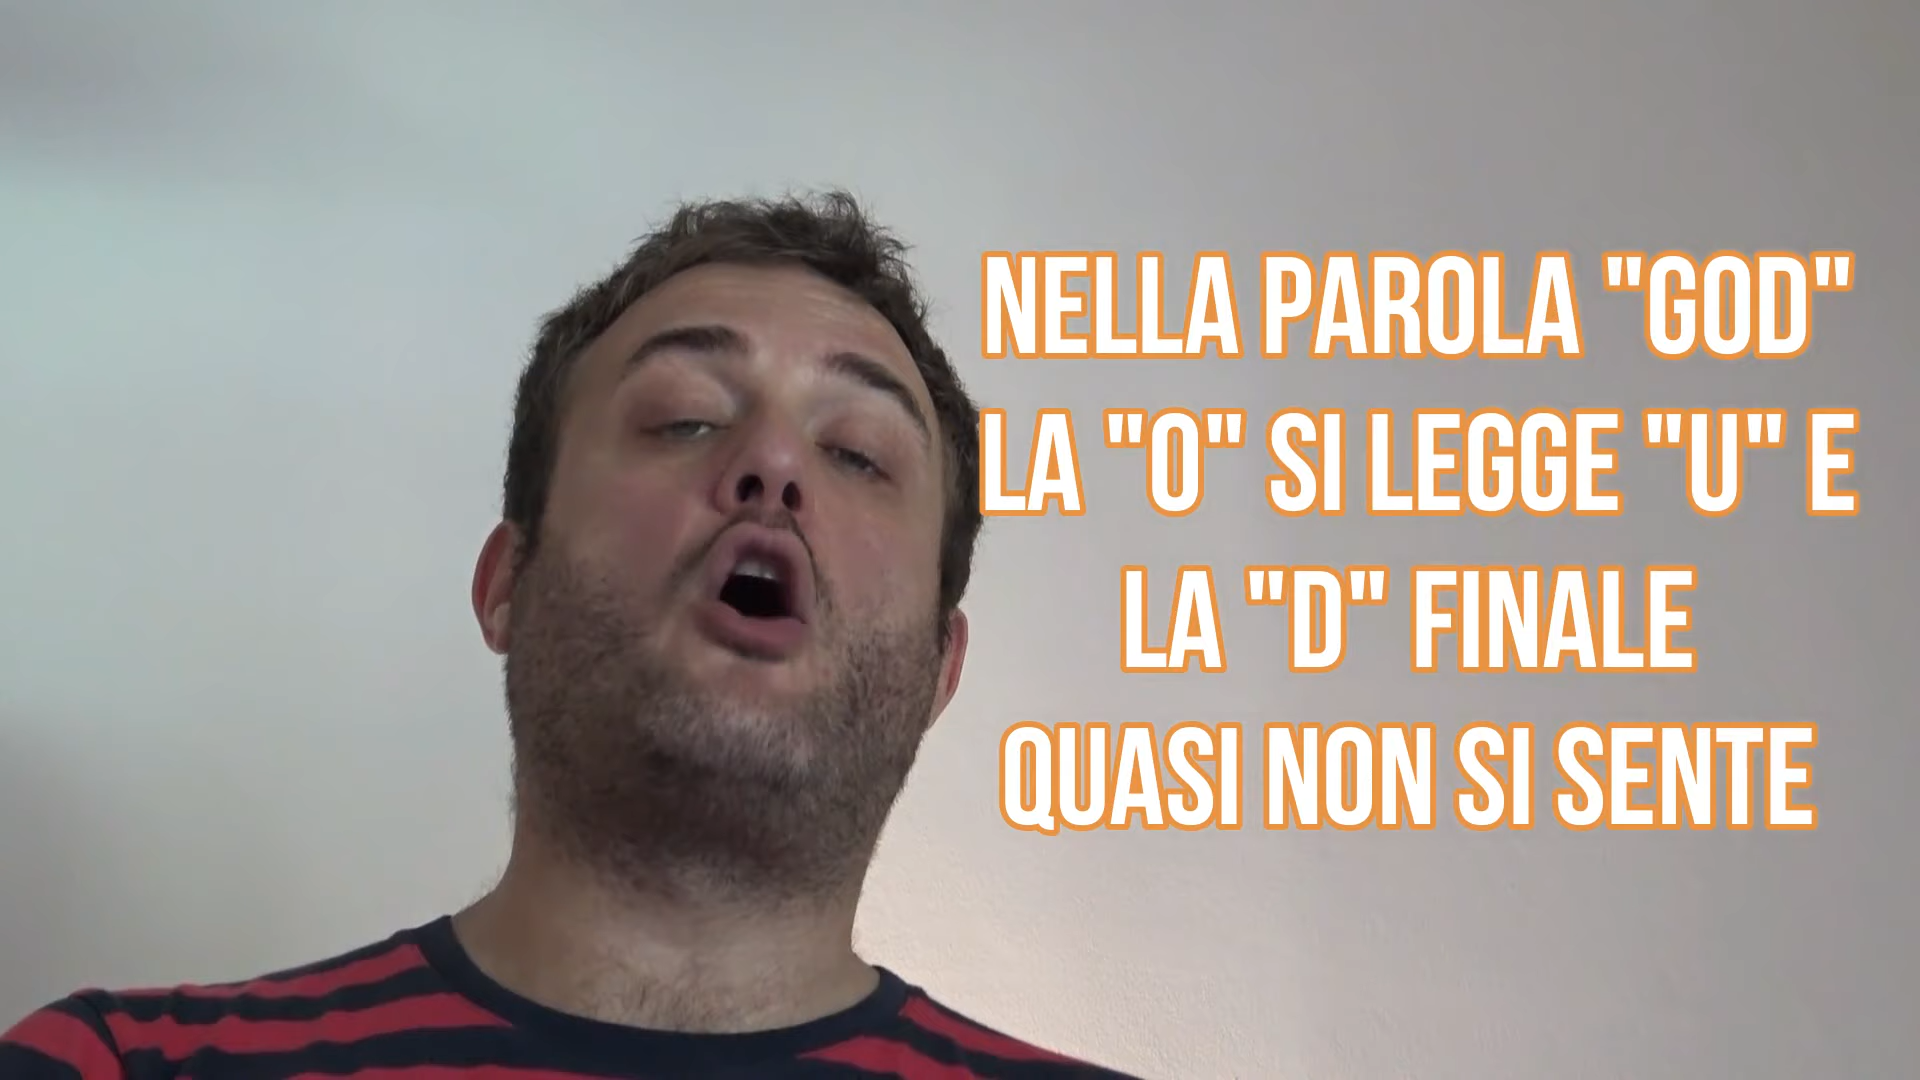 NELLA PAROLA "GOD"
LA "O" SI LEGGE "U" E
LA "D" FINALE
QUASI NON SI SENTE